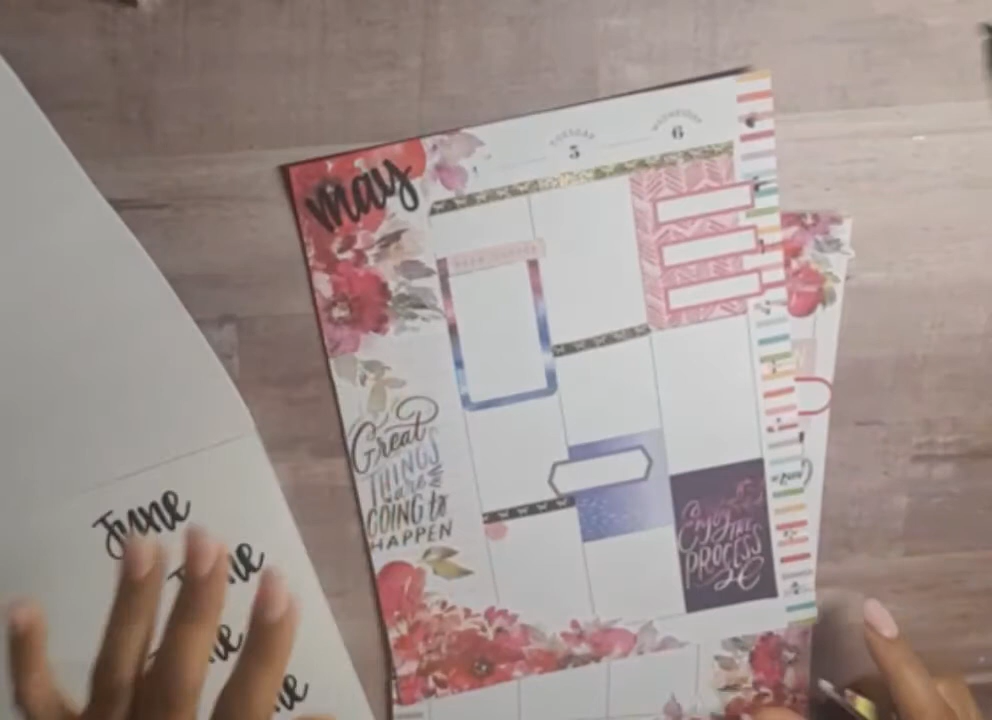 may
TUESDAY
5
WEDNESDAY
6
Great
THINGS
are
GOING to
HAPPEN
ENJOY THE
PROCESS
June
June